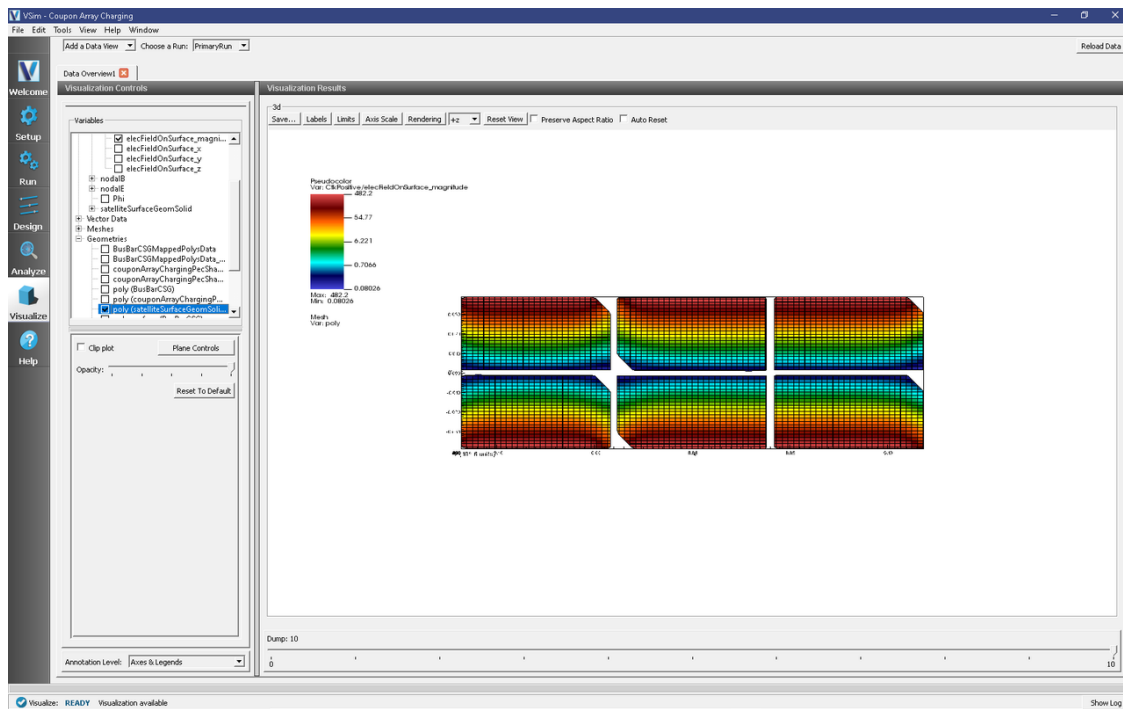 VSim - Coupon Array Charging
File Edit Tools View Help Window
Add a Data View Choose a Run: PrimaryRun Reload Data
Data Overview1
Welcome
Setup
Run
Design
Analyze
Visualize
Help
Visualization Controls
Variables
elecFieldOnSurface_magni...
elecFieldOnSurface_x
elecFieldOnSurface_y
elecFieldOnSurface_z
nodalB
nodalE
Phi
satelliteSurfaceGeomSolid
Vector Data
Meshes
Geometries
BusBarCSGMappedPolysData
BusBarCSGMappedPolysData_...
couponArrayChargingPecSha...
couponArrayChargingPecSha...
poly (BusBarCSG)
poly (couponArrayChargingP...
poly (satelliteSurfaceGeomSoli...
Clip plot Plane Controls
Opacity:
Reset To Default
Annotation Level: Axes & Legends
Visualization Results
3d
Save... Labels Limits Axis Scale Rendering +z Reset View Preserve Aspect Ratio Auto Reset
Pseudocolor
Var: CtkPositive/elecFieldOnSurface_magnitude
482.2
54.77
6.221
0.7066
0.08026
Max: 482.2
Min: 0.08026
Mesh
Var: poly
Dump: 10
0 10
Visualize: READY Visualization available Show Log